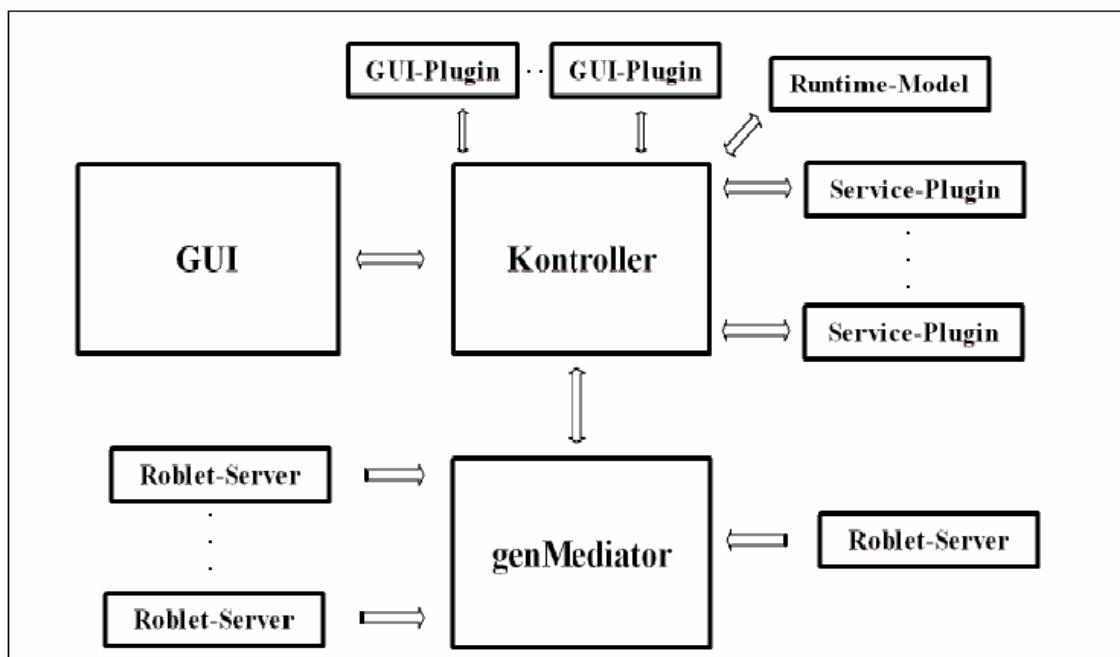 GUI-Plugin . . GUI-Plugin
Runtime-Model
GUI
Kontroller
Service-Plugin
.
.
.
Service-Plugin
Roblet-Server
.
.
.
Roblet-Server
genMediator
Roblet-Server